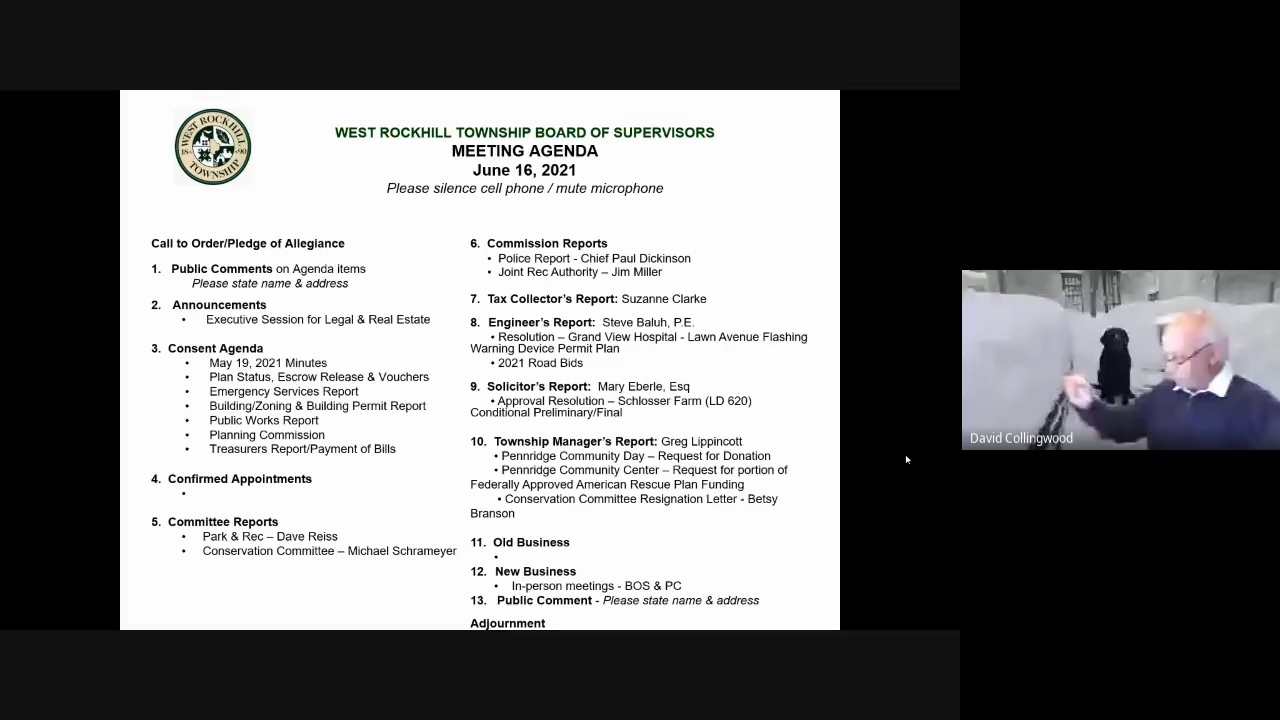 WEST ROCKHILL
18 90
TOWNSHIP
WEST ROCKHILL TOWNSHIP BOARD OF SUPERVISORS
MEETING AGENDA
June 16, 2021
Please silence cell phone / mute microphone
Call to Order/Pledge of Allegiance
1. Public Comments on Agenda items
Please state name & address
2. Announcements
• Executive Session for Legal & Real Estate
3. Consent Agenda
• May 19, 2021 Minutes
• Plan Status, Escrow Release & Vouchers
• Emergency Services Report
• Building/Zoning & Building Permit Report
• Public Works Report
• Planning Commission
• Treasurers Report/Payment of Bills
4. Confirmed Appointments
•
5. Committee Reports
• Park & Rec – Dave Reiss
• Conservation Committee – Michael Schrameyer
6. Commission Reports
• Police Report - Chief Paul Dickinson
• Joint Rec Authority – Jim Miller
7. Tax Collector's Report: Suzanne Clarke
8. Engineer's Report: Steve Baluh, P.E.
• Resolution – Grand View Hospital - Lawn Avenue Flashing
Warning Device Permit Plan
• 2021 Road Bids
9. Solicitor's Report: Mary Eberle, Esq
• Approval Resolution – Schlosser Farm (LD 620)
Conditional Preliminary/Final
10. Township Manager's Report: Greg Lippincott
• Pennridge Community Day – Request for Donation
• Pennridge Community Center – Request for portion of
Federally Approved American Rescue Plan Funding
• Conservation Committee Resignation Letter - Betsy
Branson
11. Old Business
•
12. New Business
• In-person meetings - BOS & PC
13. Public Comment - Please state name & address
Adjournment
David Collingwood